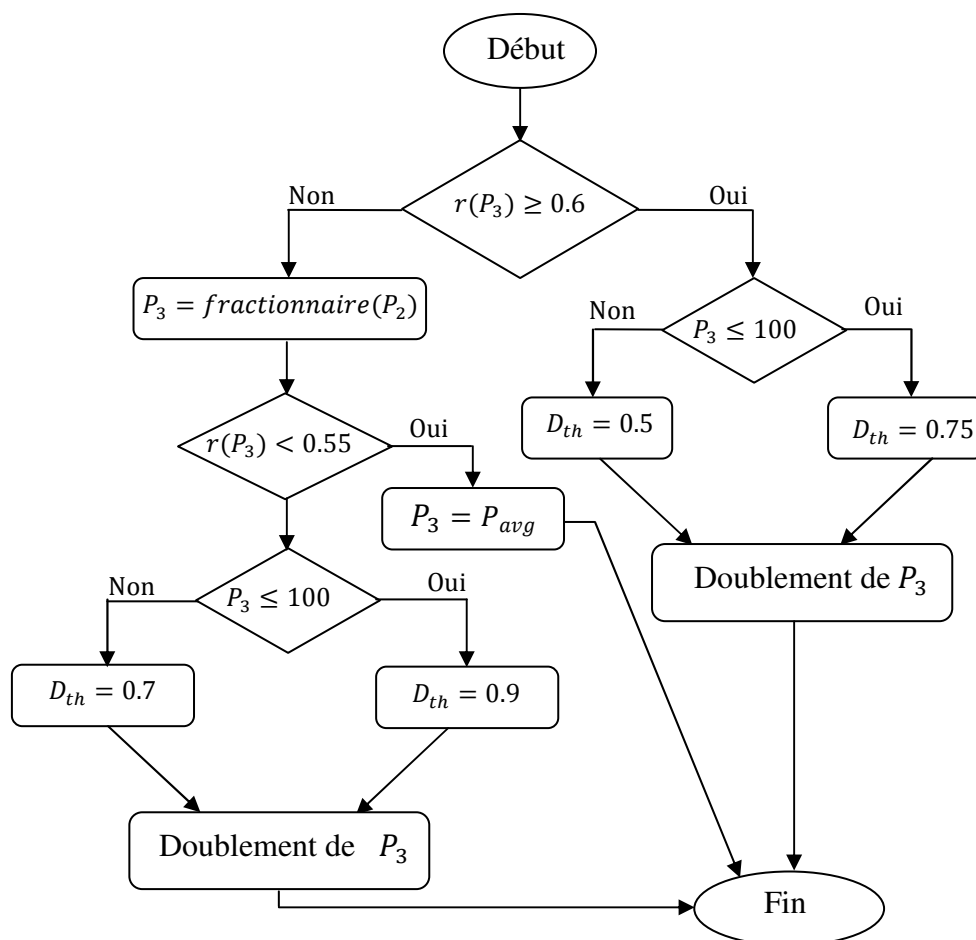 Début
Non
Oui
r(P₃) ≥ 0.6
P₃ = fractionnaire(P₂)
Non
Oui
P₃ ≤ 100
D_th = 0.5
D_th = 0.75
r(P₃) < 0.55
Oui
P₃ = P_avg
Doublement de P₃
Non
Oui
P₃ ≤ 100
D_th = 0.7
D_th = 0.9
Doublement de P₃
Fin